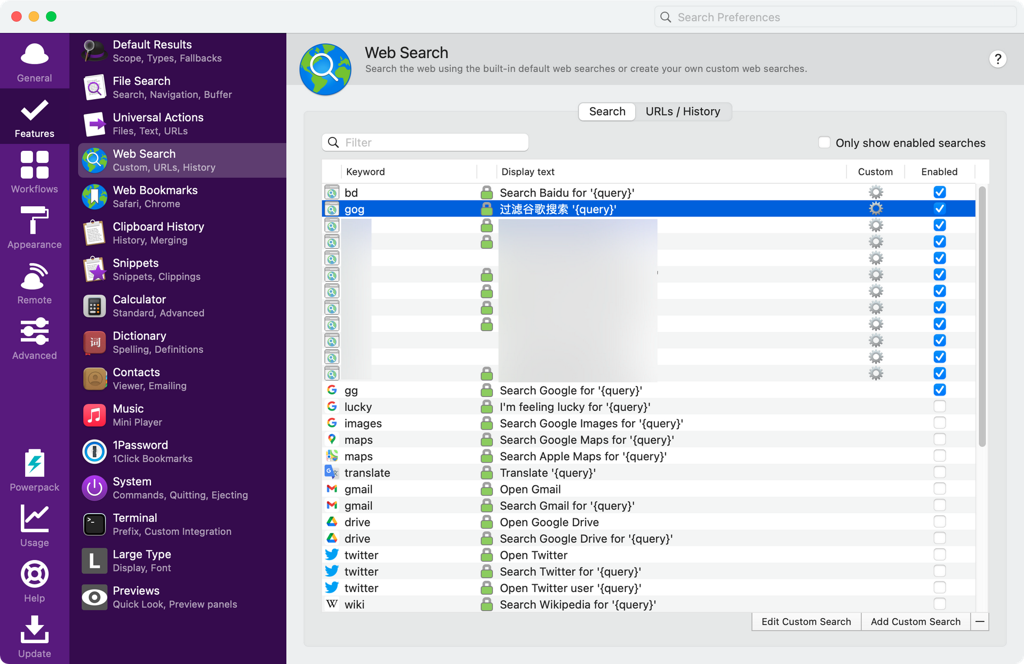 Search Preferences
General
Features
Workflows
Appearance
Remote
Advanced
Powerpack
Usage
Help
Update
Default Results
Scope, Types, Fallbacks
File Search
Search, Navigation, Buffer
Universal Actions
Files, Text, URLs
Web Search
Custom, URLs, History
Web Bookmarks
Safari, Chrome
Clipboard History
History, Merging
Snippets
Snippets, Clippings
Calculator
Standard, Advanced
词
Dictionary
Spelling, Definitions
Contacts
Viewer, Emailing
Music
Mini Player
1Password
1Click Bookmarks
System
Commands, Quitting, Ejecting
Terminal
Prefix, Custom Integration
L
Large Type
Display, Font
Previews
Quick Look, Preview panels
Web Search
Search the web using the built-in default web searches or create your own custom web searches.
?
Search URLs / History
Filter
Only show enabled searches
Keyword Display text Custom Enabled
bd Search Baidu for '{query}'
gog 过滤谷歌搜索 '{query}'
gg Search Google for '{query}'
lucky I'm feeling lucky for '{query}'
images Search Google Images for '{query}'
maps Search Google Maps for '{query}'
maps Search Apple Maps for '{query}'
translate Translate '{query}'
gmail Open Gmail
gmail Search Gmail for '{query}'
drive Open Google Drive
drive Search Google Drive for '{query}'
twitter Open Twitter
twitter Search Twitter for '{query}'
twitter Open Twitter user '{query}'
W wiki Search Wikipedia for '{query}'
Edit Custom Search Add Custom Search —